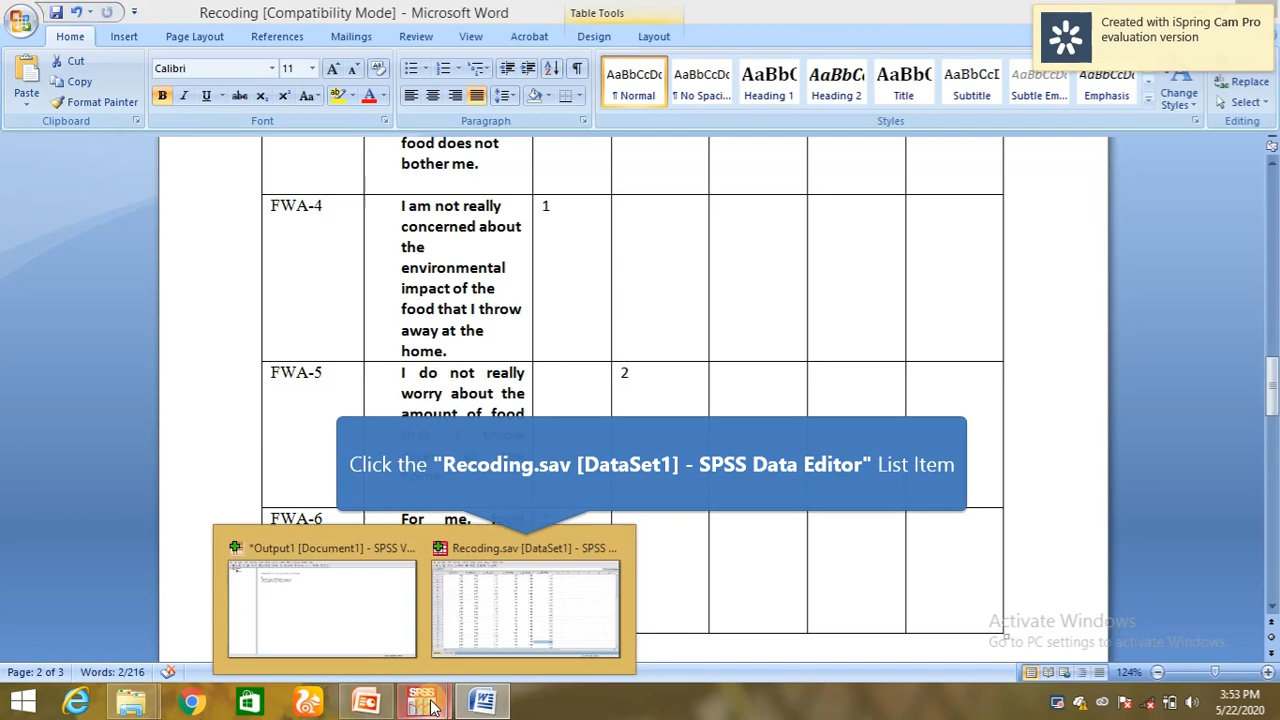 Recoding [Compatibility Mode] - Microsoft Word
Table Tools
Created with iSpring Cam Pro
evaluation version
Home
Insert
Page Layout
References
Mailings
Review
View
Acrobat
Design
Layout
Paste
Cut
Copy
Format Painter
Clipboard
Calibri
11
Font
Paragraph
AaBbCcDc
¶ Normal
AaBbCcDc
¶ No Spaci...
AaBbC
Heading 1
AaBbC
Heading 2
AaBbC
Title
AaBbCcI
Subtitle
AaBbCcDc
Subtle Em...
AaBbCcDc
Emphasis
Styles
Change
Styles
Replace
Select
Editing
food does not
bother me.
FWA-4
I am not really
concerned about
the
environmental
impact of the
food that I throw
away at the
home.
1
FWA-5
I do not really
worry about the
amount of food
2
Click the "Recoding.sav [DataSet1] - SPSS Data Editor" List Item
FWA-6
For me, food
*Output1 [Document1] - SPSS V...
Recoding.sav [DataSet1] - SPSS ...
Activate Windows
Go to PC settings to activate Windows.
Page: 2 of 3
Words: 2/216
124%
SPSS
3:53 PM
5/22/2020